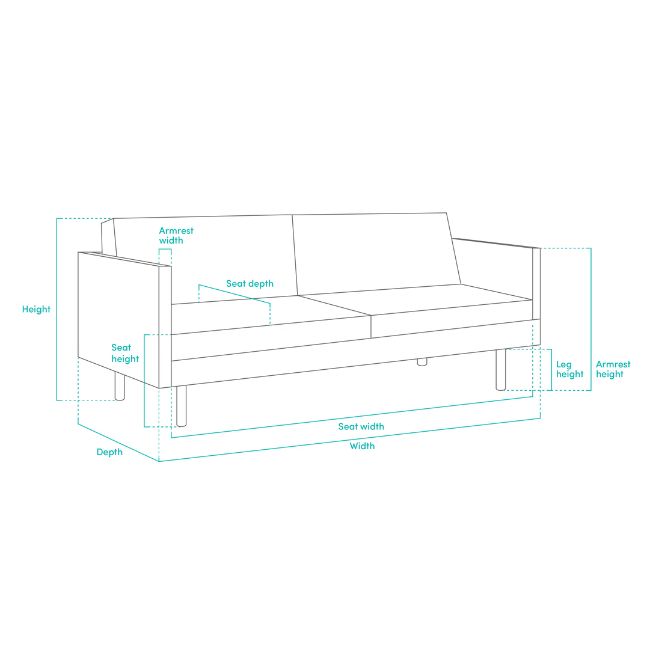 Armrest
width
Seat depth
Height
Seat
height
Leg
height
Armrest
height
Seat width
Width
Depth